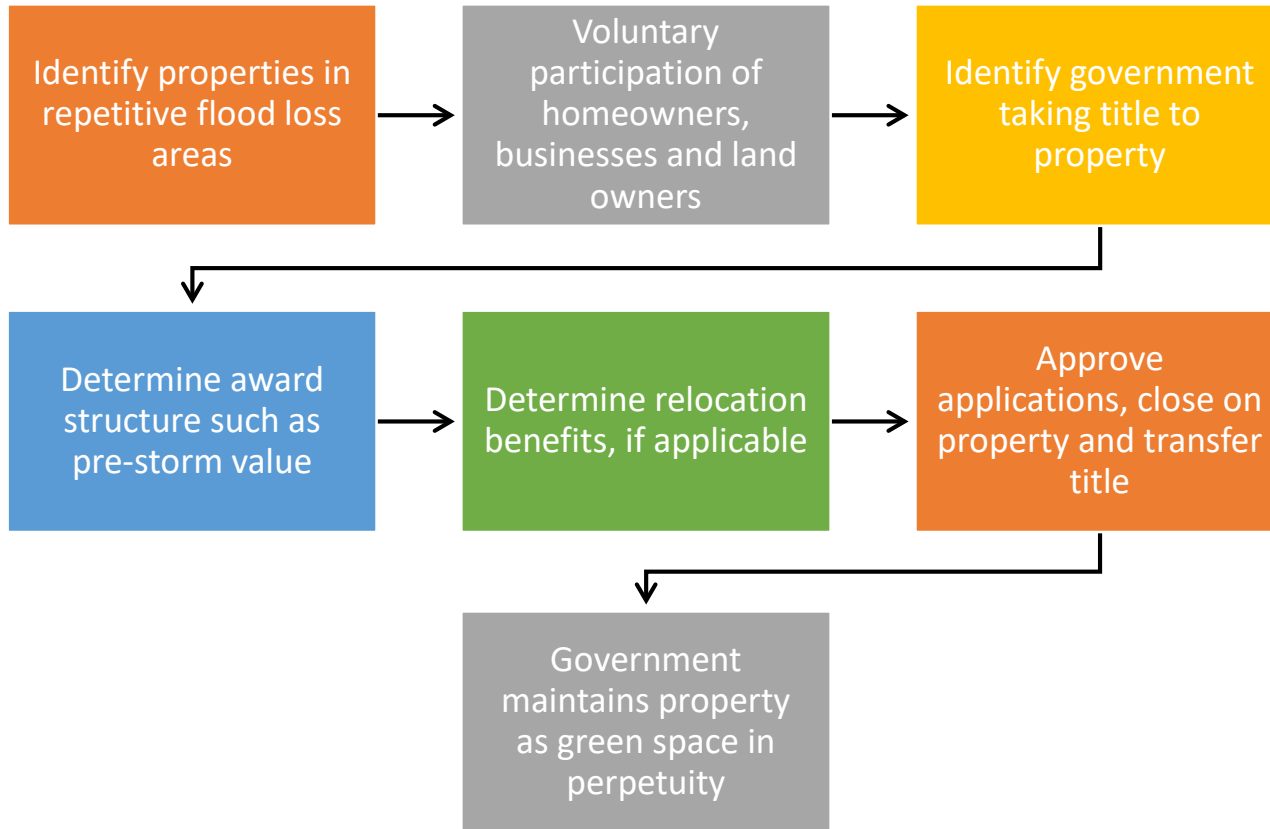 Identify properties in
repetitive flood loss
areas
Voluntary
participation of
homeowners,
businesses and land
owners
Identify government
taking title to
property
Determine award
structure such as
pre-storm value
Determine relocation
benefits, if applicable
Approve
applications, close on
property and transfer
title
Government
maintains property
as green space in
perpetuity